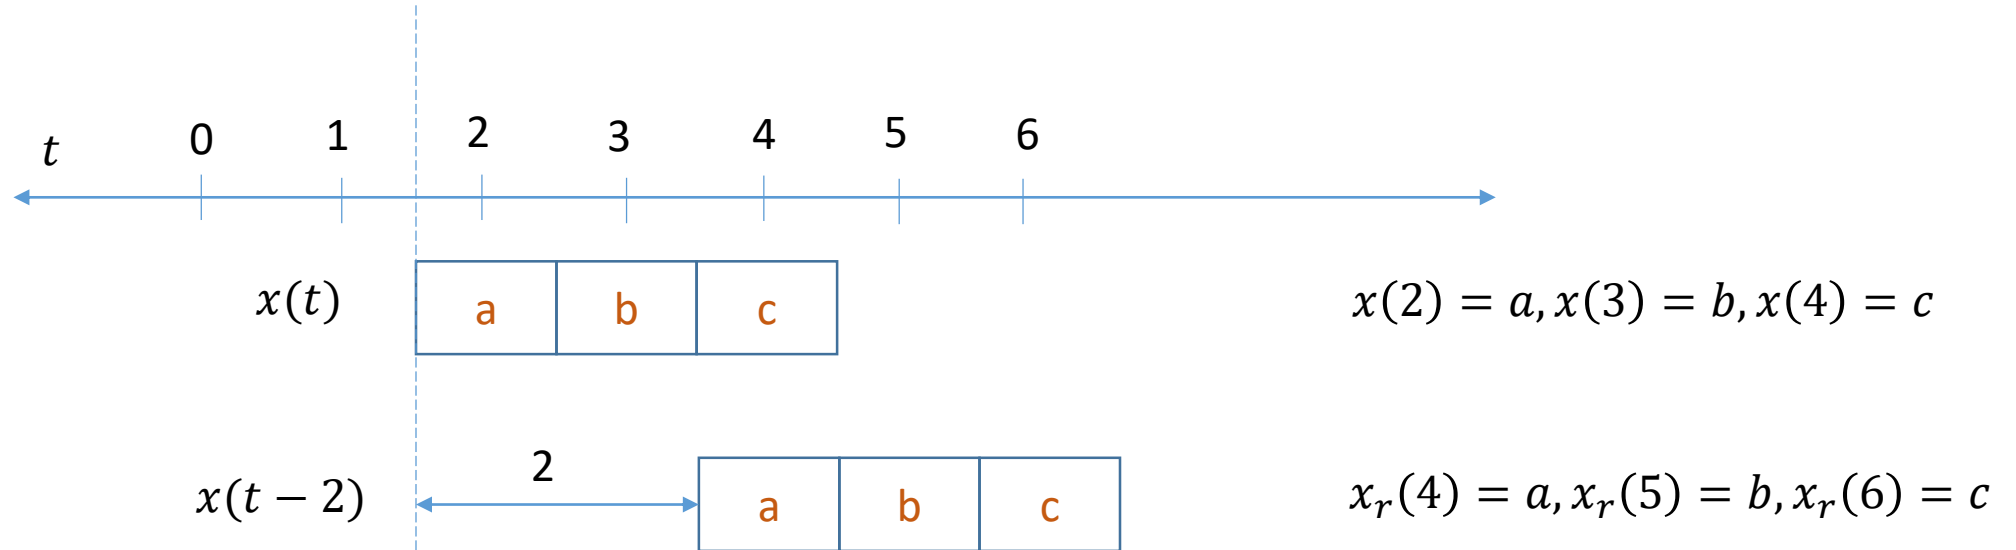 t 0 1 2 3 4 5 6
x(t) a b c x(2) = a, x(3) = b, x(4) = c
2
x(t − 2) a b c x_r(4) = a, x_r(5) = b, x_r(6) = c